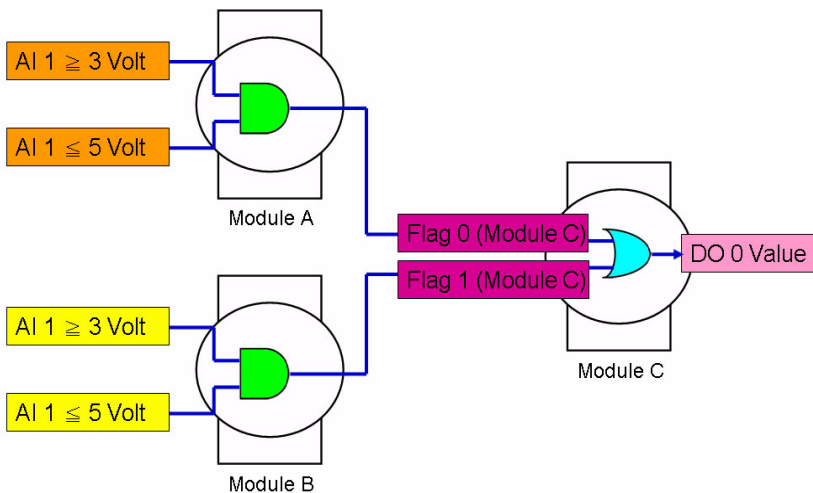 AI 1 ≧ 3 Volt
AI 1 ≦ 5 Volt
Module A
Flag 0 (Module C)
Flag 1 (Module C)
DO 0 Value
Module C
AI 1 ≧ 3 Volt
AI 1 ≦ 5 Volt
Module B